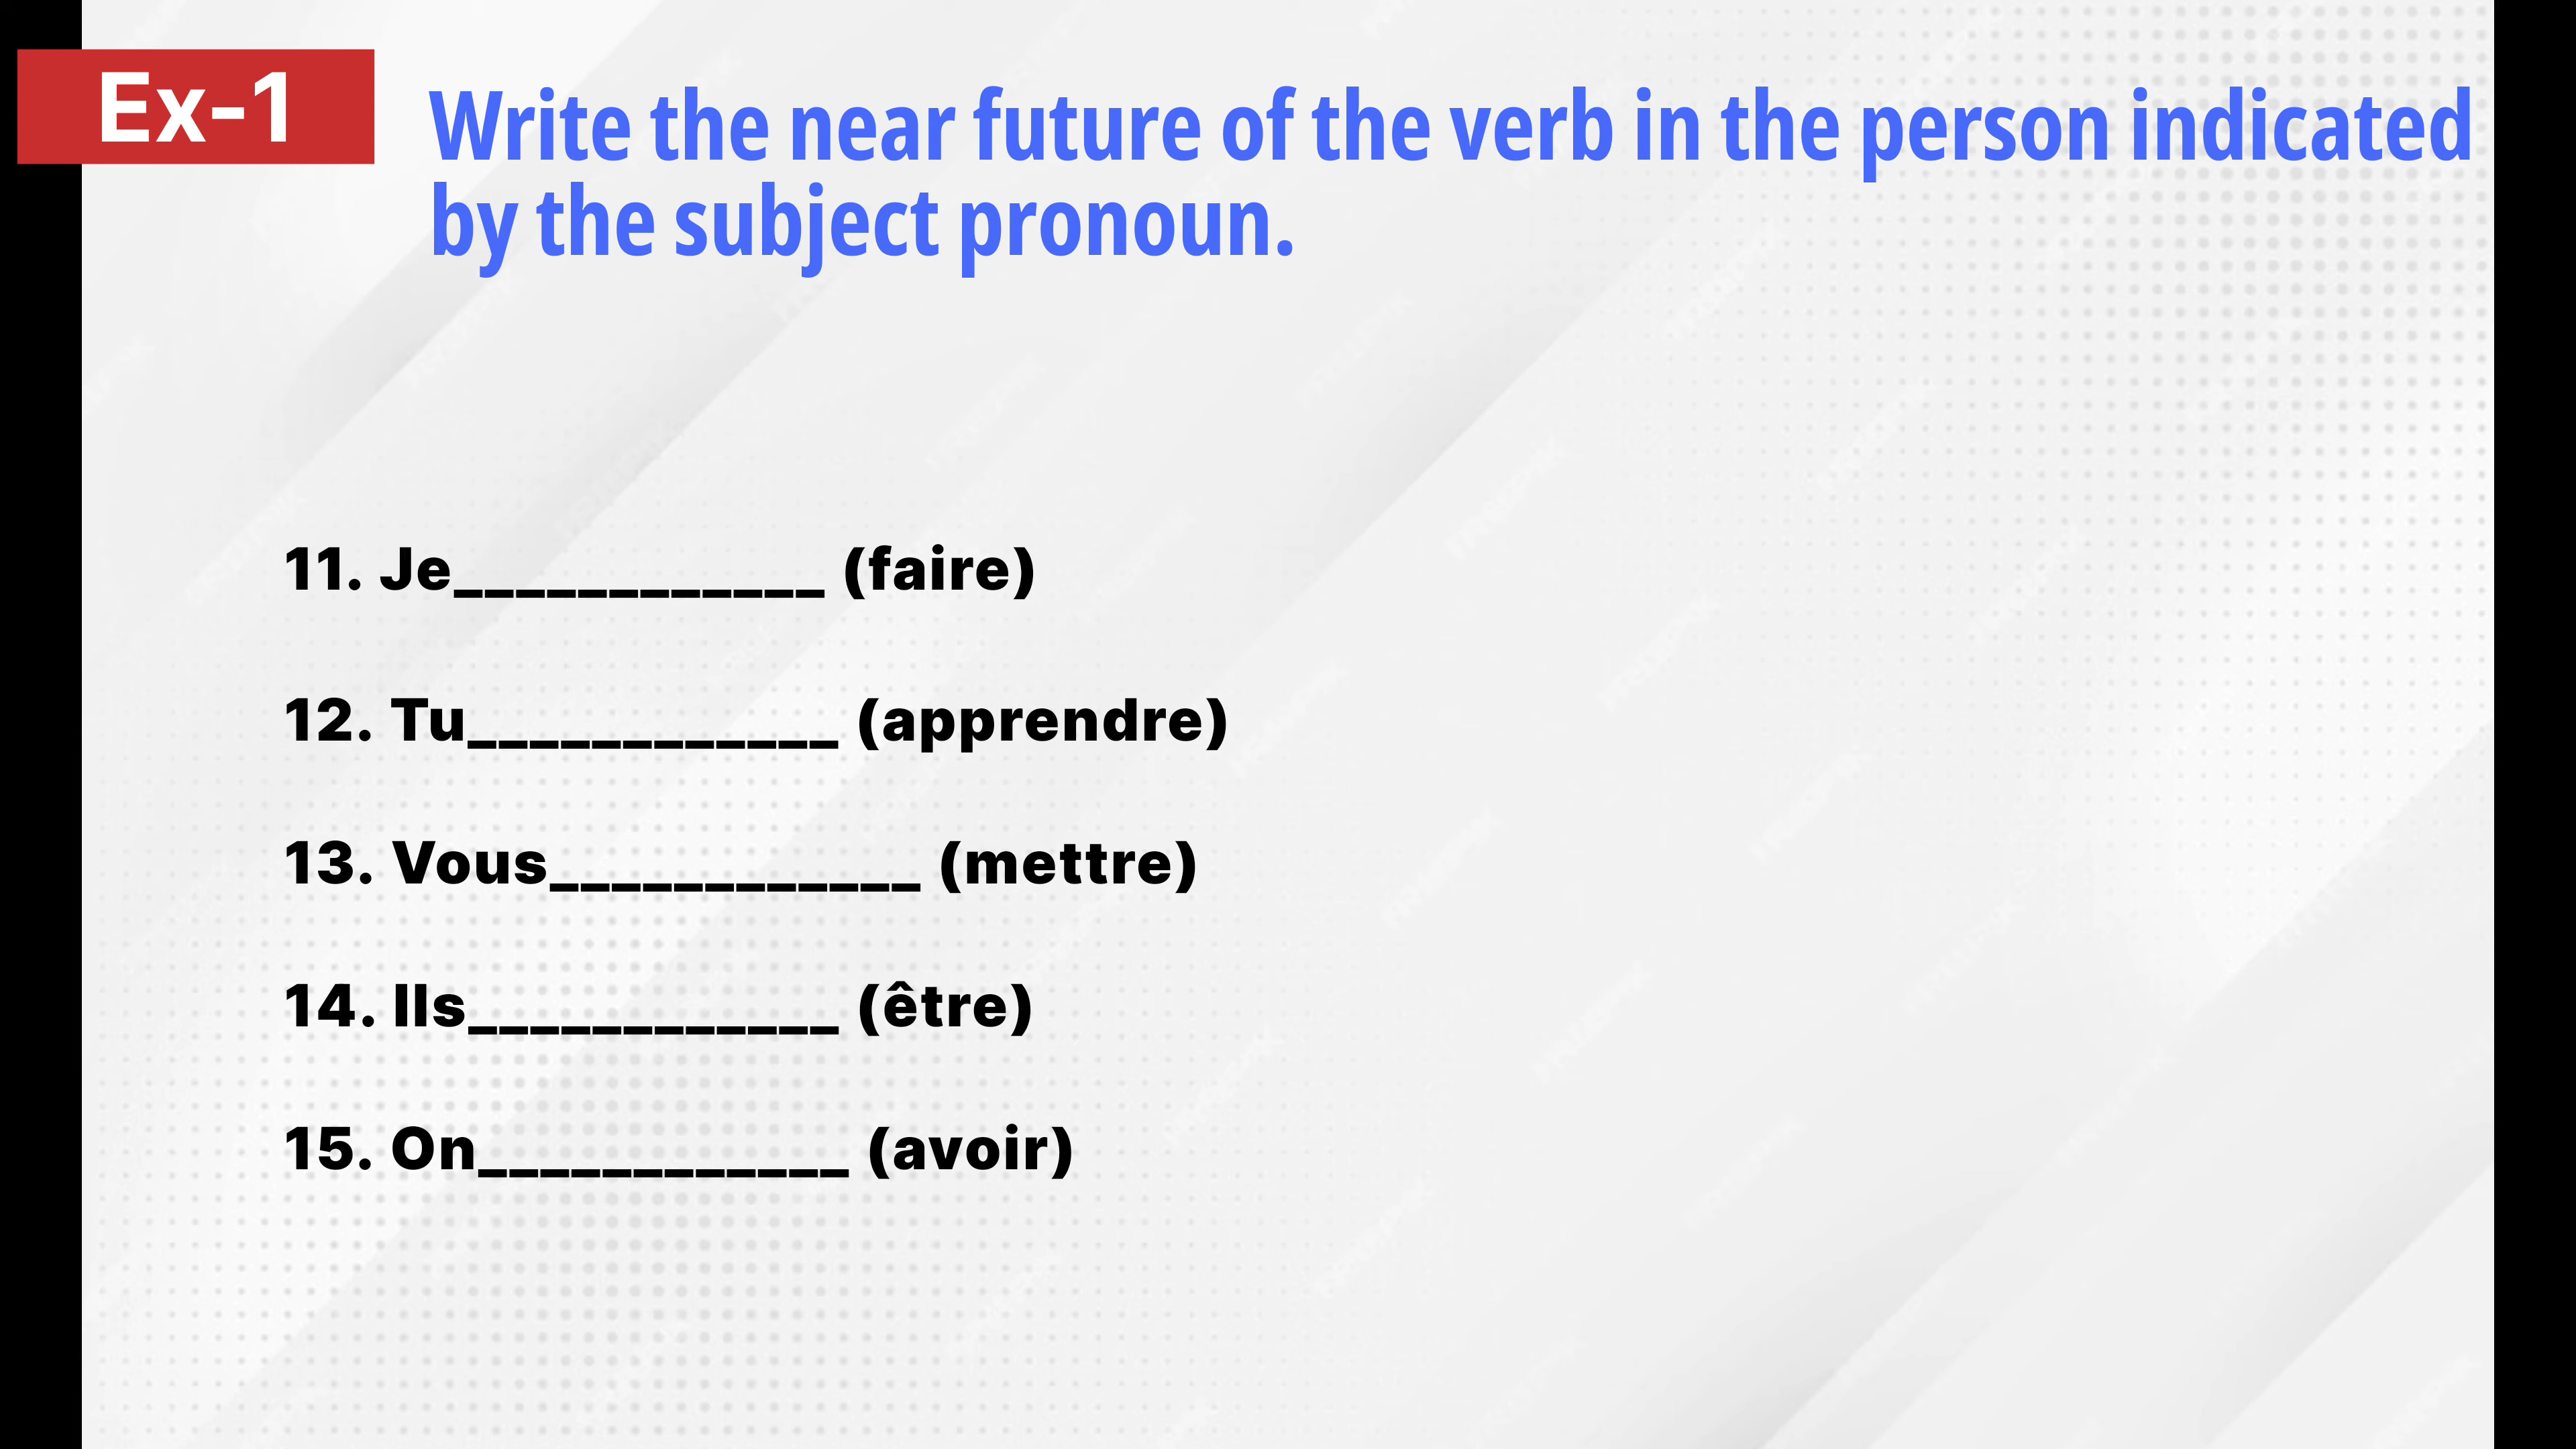 Ex-1
Write the near future of the verb in the person indicated
by the subject pronoun.
11. Je____________ (faire)
12. Tu____________ (apprendre)
13. Vous____________ (mettre)
14. Ils____________ (être)
15. On____________ (avoir)